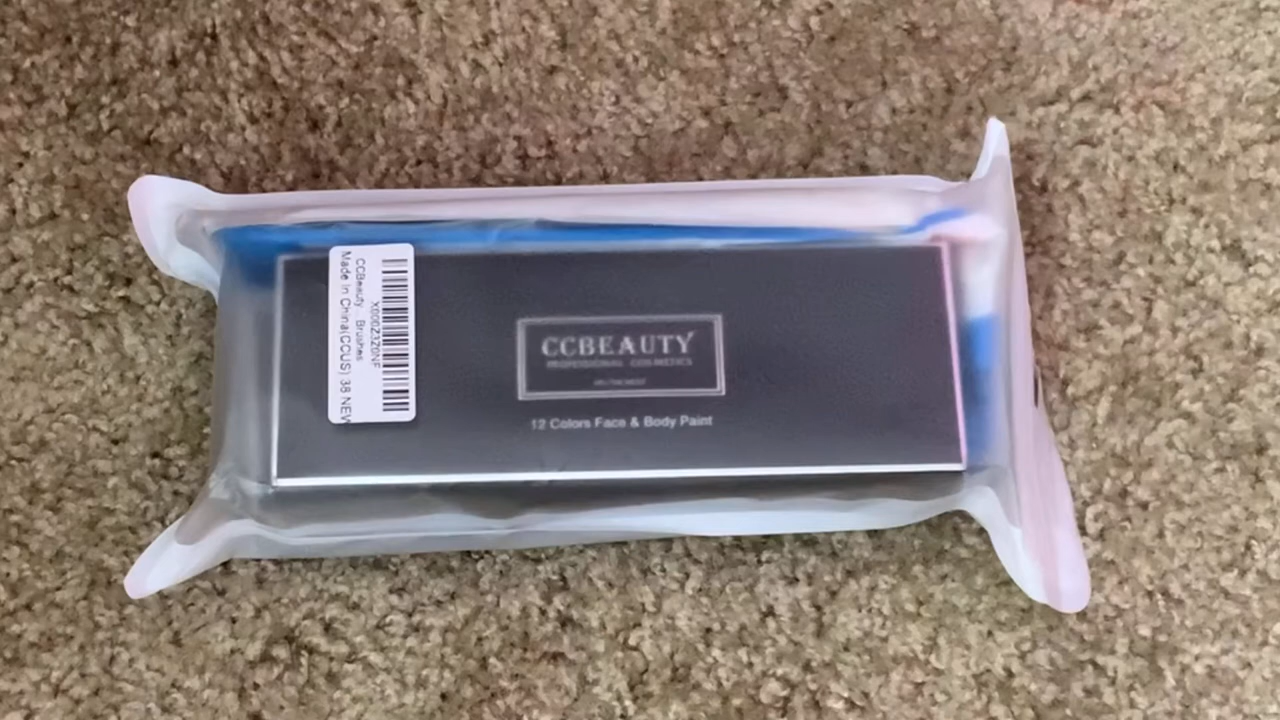 CCBEAUTY
PROFESSIONAL COSMETICS
12 Colors Face & Body Paint
CCBeauty Brushes
Made in China(CCUS) 38 NEW